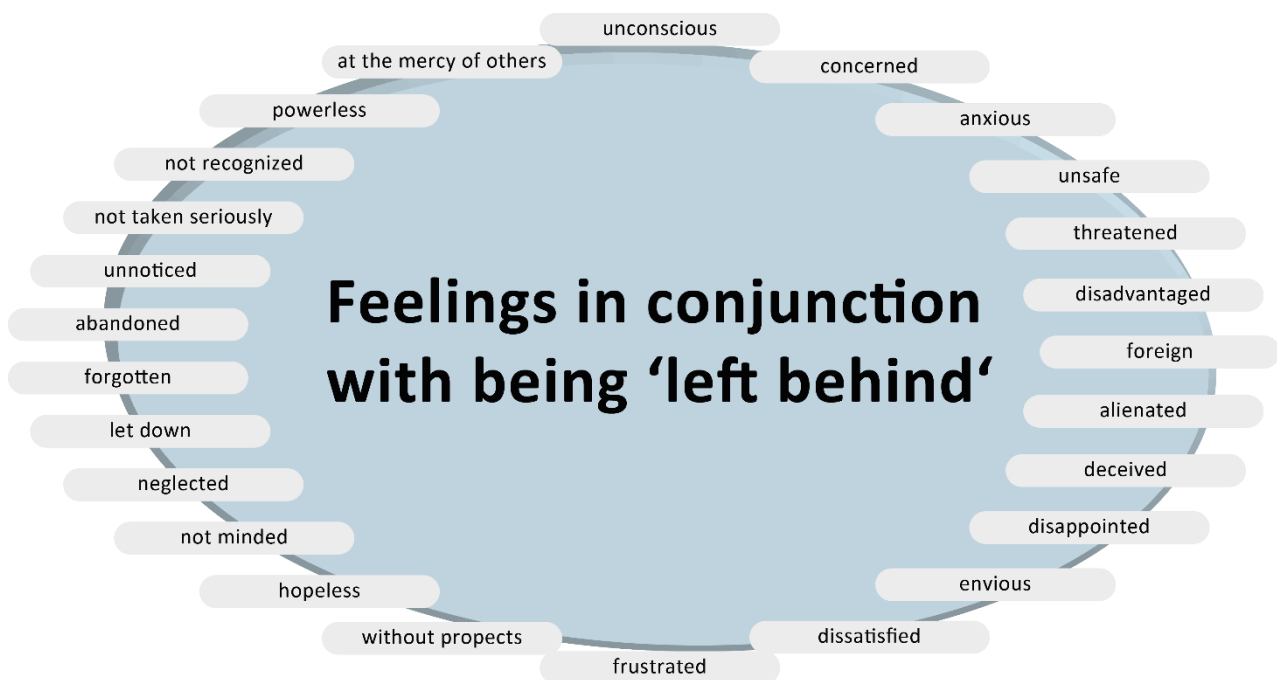 unconscious
at the mercy of others
concerned
powerless
anxious
not recognized
unsafe
not taken seriously
threatened
unnoticed
disadvantaged
abandoned
foreign
forgotten
alienated
let down
deceived
neglected
disappointed
not minded
envious
hopeless
without propects
dissatisfied
frustrated
Feelings in conjunction
with being ‘left behind‘